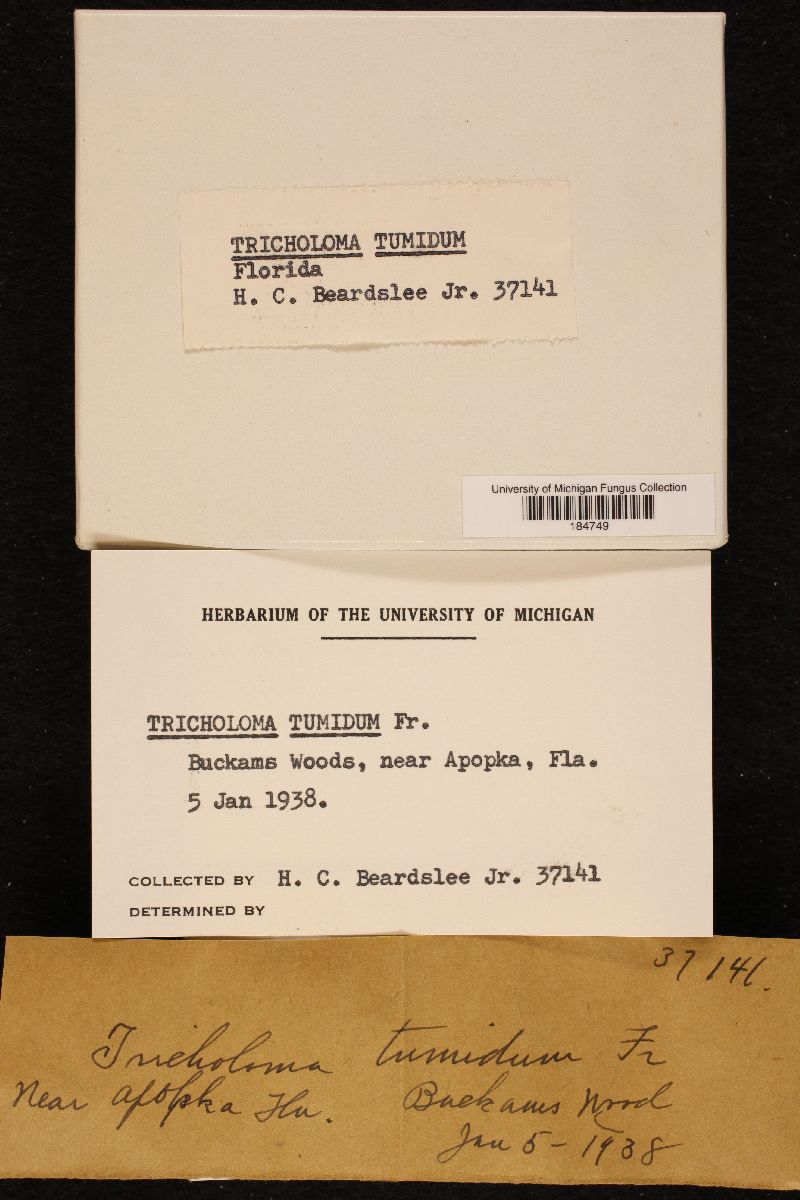 TRICHOLOMA TUMIDUM
Florida
H. C. Beardslee Jr. 37141
University of Michigan Fungus Collection
184749
HERBARIUM OF THE UNIVERSITY OF MICHIGAN
TRICHOLOMA TUMIDUM Fr.
Buckams Woods, near Apopka, Fla.
5 Jan 1938.
COLLECTED BY H. C. Beardslee Jr. 37141
DETERMINED BY
37141.
Tricholoma tumidum Fr
Near Apopka Fla. Buckams Wood
Jan 5 - 1938